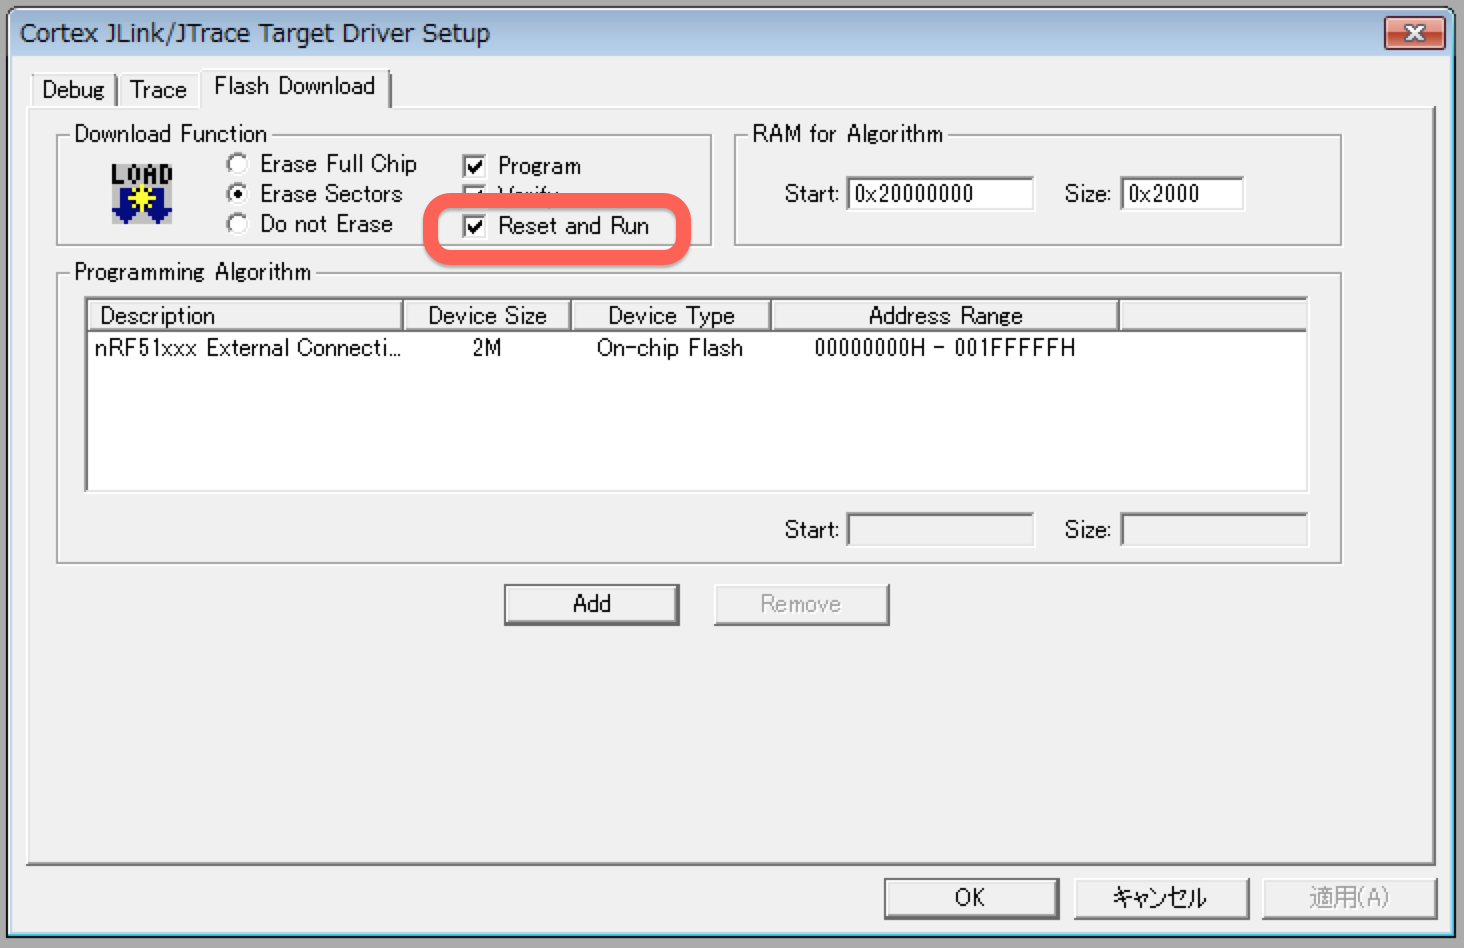 Cortex JLink/JTrace Target Driver Setup
Debug Trace Flash Download
Download Function
LOAD
Erase Full Chip
Erase Sectors
Do not Erase
Program
Verify
Reset and Run
RAM for Algorithm
Start: 0x20000000 Size: 0x2000
Programming Algorithm
Description Device Size Device Type Address Range
nRF51xxx External Connecti... 2M On-chip Flash 00000000H - 001FFFFFH
Start: Size:
Add Remove
OK キャンセル 適用(A)